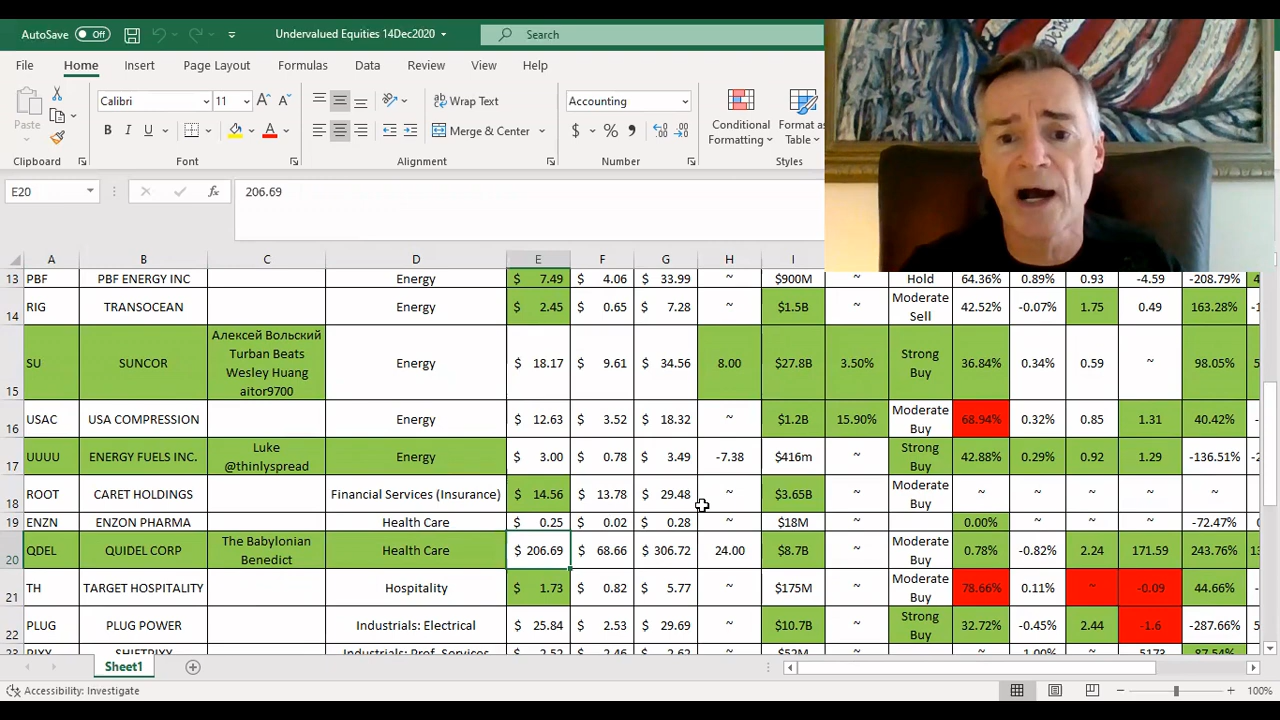 AutoSave Off Undervalued Equities 14Dec2020 Search
File Home Insert Page Layout Formulas Data Review View Help
Calibri 11 A A Wrap Text Accounting
Paste B I U A Merge & Center $ % , Conditional Formatting Format as Table
Clipboard Font Alignment Number Styles
E20 fx 206.69
A B C D E F G H I
13 PBF PBF ENERGY INC Energy $ 7.49 $ 4.06 $ 33.99 ~ $900M ~ Hold 64.36% 0.89% 0.93 -4.59 -208.79% 4
14 RIG TRANSOCEAN Energy $ 2.45 $ 0.65 $ 7.28 ~ $1.5B ~ Moderate Sell 42.52% -0.07% 1.75 0.49 163.28% -1
15 SU SUNCOR Алексей Вольский Turban Beats Wesley Huang aitor9700 Energy $ 18.17 $ 9.61 $ 34.56 8.00 $27.8B 3.50% Strong Buy 36.84% 0.34% 0.59 ~ 98.05% 5
16 USAC USA COMPRESSION Energy $ 12.63 $ 3.52 $ 18.32 ~ $1.2B 15.90% Moderate Buy 68.94% 0.32% 0.85 1.31 40.42%
17 UUUU ENERGY FUELS INC. Luke @thinlyspread Energy $ 3.00 $ 0.78 $ 3.49 -7.38 $416m ~ Strong Buy 42.88% 0.29% 0.92 1.29 -136.51% -2
18 ROOT CARET HOLDINGS Financial Services (Insurance) $ 14.56 $ 13.78 $ 29.48 ~ $3.65B ~ Moderate Buy ~ ~ ~ ~ ~
19 ENZN ENZON PHARMA Health Care $ 0.25 $ 0.02 $ 0.28 ~ $18M ~ 0.00% ~ ~ ~ -72.47%
20 QDEL QUIDEL CORP The Babylonian Benedict Health Care $ 206.69 $ 68.66 $ 306.72 24.00 $8.7B ~ 0.78% -0.82% 2.24 171.59 243.76% 13
21 TH TARGET HOSPITALITY Hospitality $ 1.73 $ 0.82 $ 5.77 ~ $175M ~ Moderate Buy 78.66% 0.11% ~ -0.09 44.66%
22 PLUG PLUG POWER Industrials: Electrical $ 25.84 $ 2.53 $ 29.69 ~ $10.7B ~ Strong Buy 32.72% -0.45% 2.44 -1.6 -287.66%
Sheet1
Accessibility: Investigate 100%